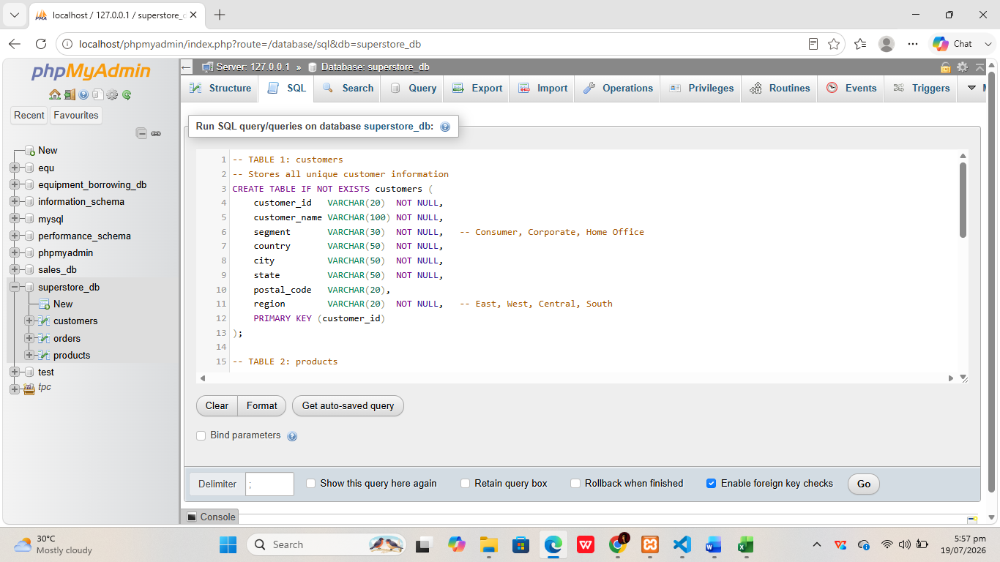 localhost / 127.0.0.1 / superstore_d
localhost/phpmyadmin/index.php?route=/database/sql&db=superstore_db
Chat
phpMyAdmin
Recent
Favourites
New
equ
equipment_borrowing_db
information_schema
mysql
performance_schema
phpmyadmin
sales_db
superstore_db
New
customers
orders
products
test
tpc
Server: 127.0.0.1 » Database: superstore_db
Structure SQL Search Query Export Import Operations Privileges Routines Events Triggers
Run SQL query/queries on database superstore_db:
1 -- TABLE 1: customers
2 -- Stores all unique customer information
3 CREATE TABLE IF NOT EXISTS customers (
4 customer_id VARCHAR(20) NOT NULL,
5 customer_name VARCHAR(100) NOT NULL,
6 segment VARCHAR(30) NOT NULL, -- Consumer, Corporate, Home Office
7 country VARCHAR(50) NOT NULL,
8 city VARCHAR(50) NOT NULL,
9 state VARCHAR(50) NOT NULL,
10 postal_code VARCHAR(20),
11 region VARCHAR(20) NOT NULL, -- East, West, Central, South
12 PRIMARY KEY (customer_id)
13 );
14
15 -- TABLE 2: products
Clear Format Get auto-saved query
Bind parameters
Delimiter ; Show this query here again Retain query box Rollback when finished Enable foreign key checks Go
Console
30°C
Mostly cloudy
Search
5:57 pm
19/07/2026